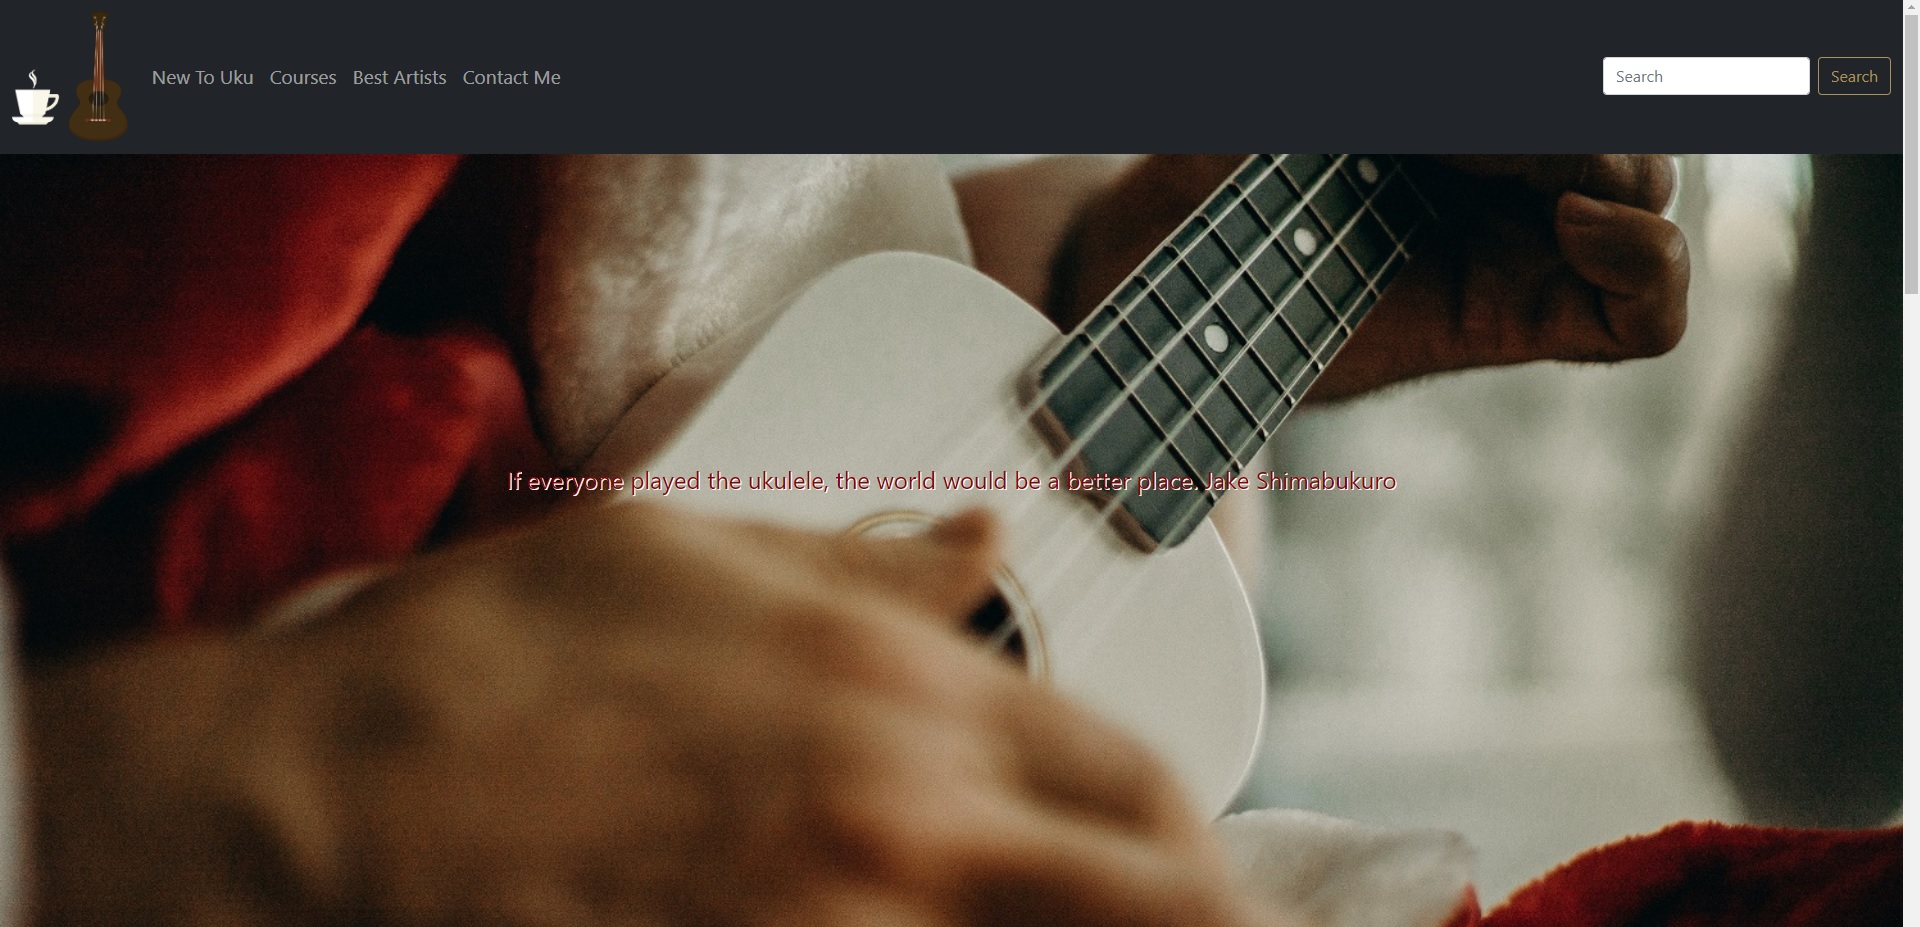 New To Uku Courses Best Artists Contact Me Search Search
If everyone played the ukulele, the world would be a better place. Jake Shimabukuro